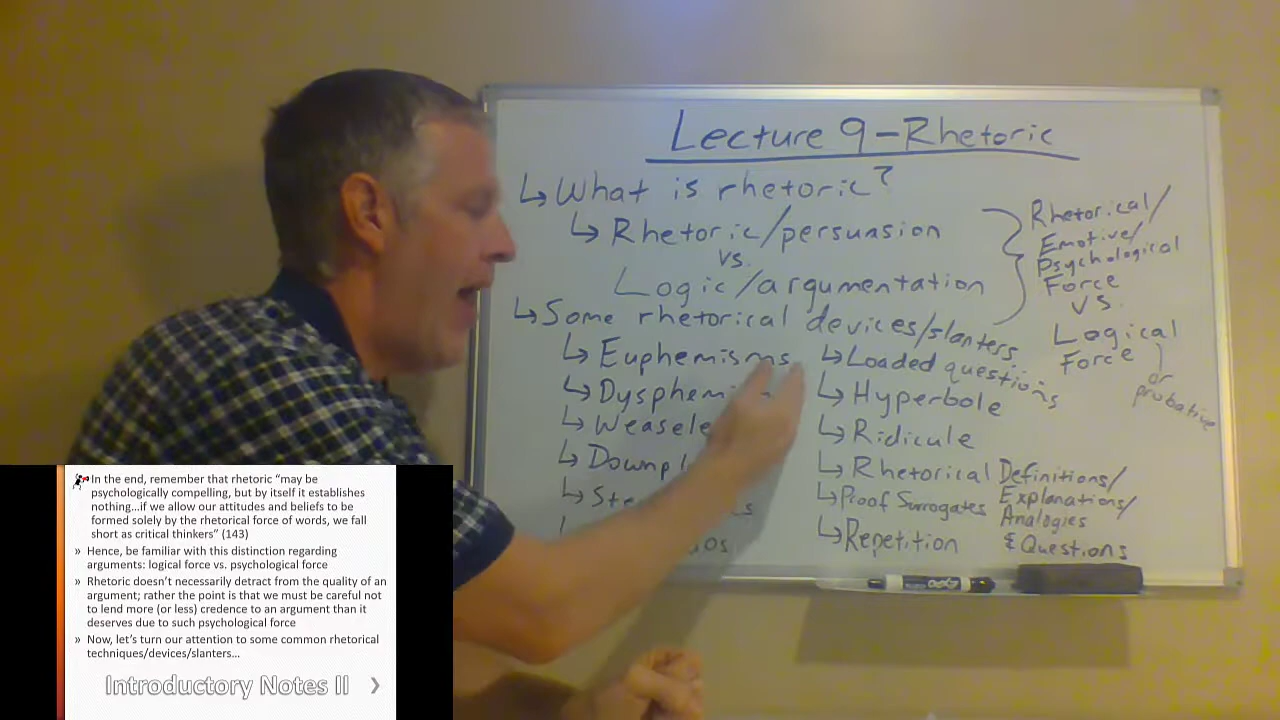 Lecture 9 - Rhetoric
↳ What is rhetoric?
↳ Rhetoric/persuasion
vs.
Logic/argumentation
Rhetorical/
Emotive/
Psychological
Force
vs.
Logical
Force
or
probative
↳ Some rhetorical devices/slanters
↳ Euphemisms
↳ Loaded questions
↳ Hyperbole
↳ Ridicule
↳ Rhetorical Definitions/
Explanations/
Analogies
& Questions
↳ Proof Surrogates
↳ Repetition
EXPO
In the end, remember that rhetoric “may be
psychologically compelling, but by itself it establishes
nothing…if we allow our attitudes and beliefs to be
formed solely by the rhetorical force of words, we fall
short as critical thinkers” (143)
» Hence, be familiar with this distinction regarding
arguments: logical force vs. psychological force
» Rhetoric doesn’t necessarily detract from the quality of an
argument; rather the point is that we must be careful not
to lend more (or less) credence to an argument than it
deserves due to such psychological force
» Now, let’s turn our attention to some common rhetorical
techniques/devices/slanters…
Introductory Notes II